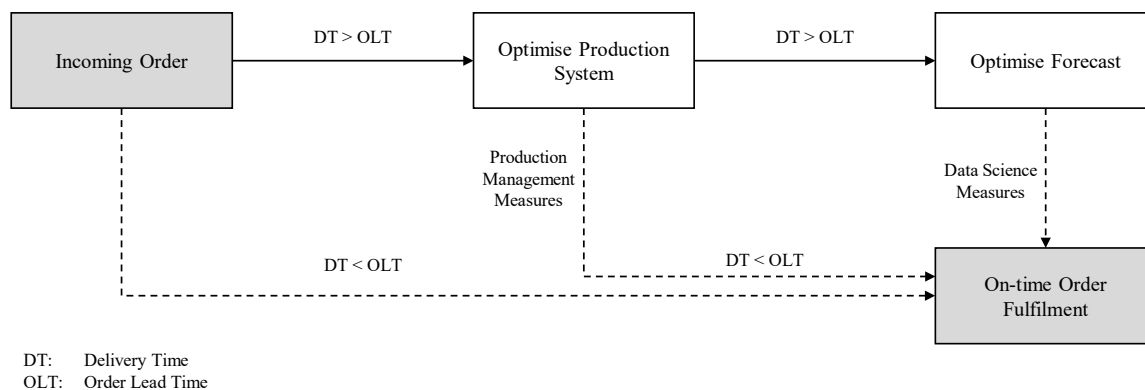 Incoming Order
DT > OLT
Optimise Production
System
DT > OLT
Optimise Forecast
Production
Management
Measures
Data Science
Measures
DT < OLT
DT < OLT
On-time Order
Fulfilment
DT: Delivery Time
OLT: Order Lead Time